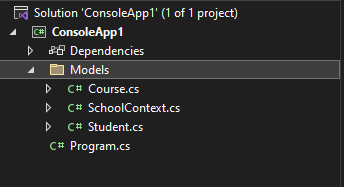 Solution 'ConsoleApp1' (1 of 1 project)
C# ConsoleApp1
Dependencies
Models
C# Course.cs
C# SchoolContext.cs
C# Student.cs
C# Program.cs